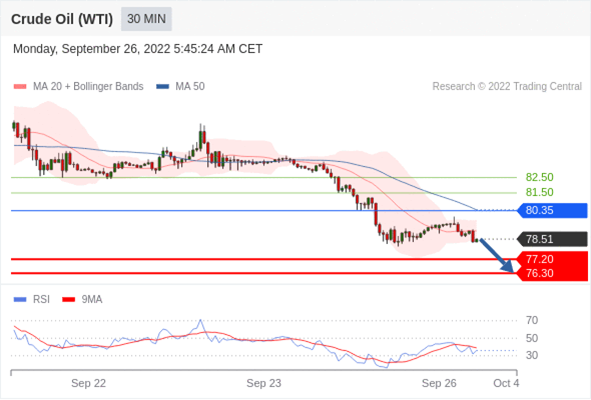 Crude Oil (WTI) 30 MIN
Monday, September 26, 2022 5:45:24 AM CET
MA 20 + Bollinger Bands MA 50 Research © 2022 Trading Central
82.50
81.50
80.35
78.51
77.20
76.30
RSI 9MA
70
50
30
Sep 22 Sep 23 Sep 26 Oct 4